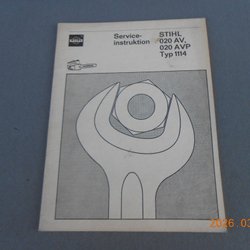 Service-
instruktion
STIHL
020 AV,
020 AVP
Typ 1114